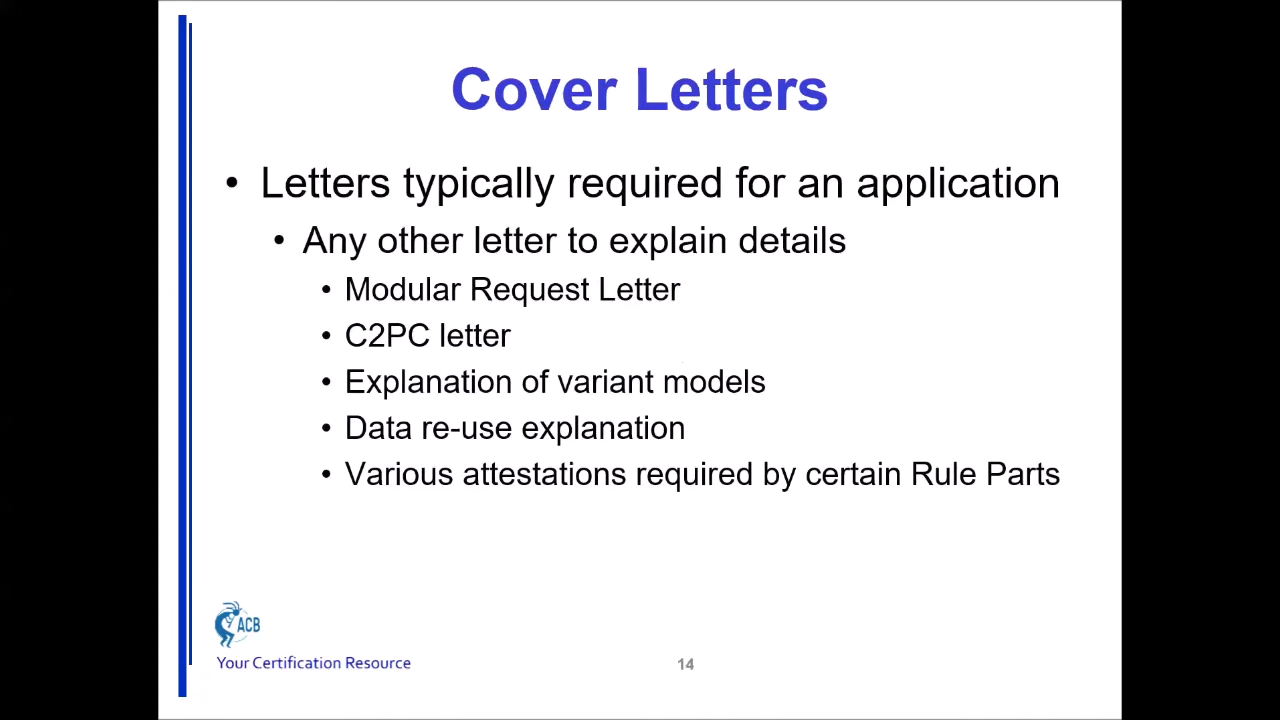 Cover Letters
• Letters typically required for an application
• Any other letter to explain details
• Modular Request Letter
• C2PC letter
• Explanation of variant models
• Data re-use explanation
• Various attestations required by certain Rule Parts
ACB
Your Certification Resource
14